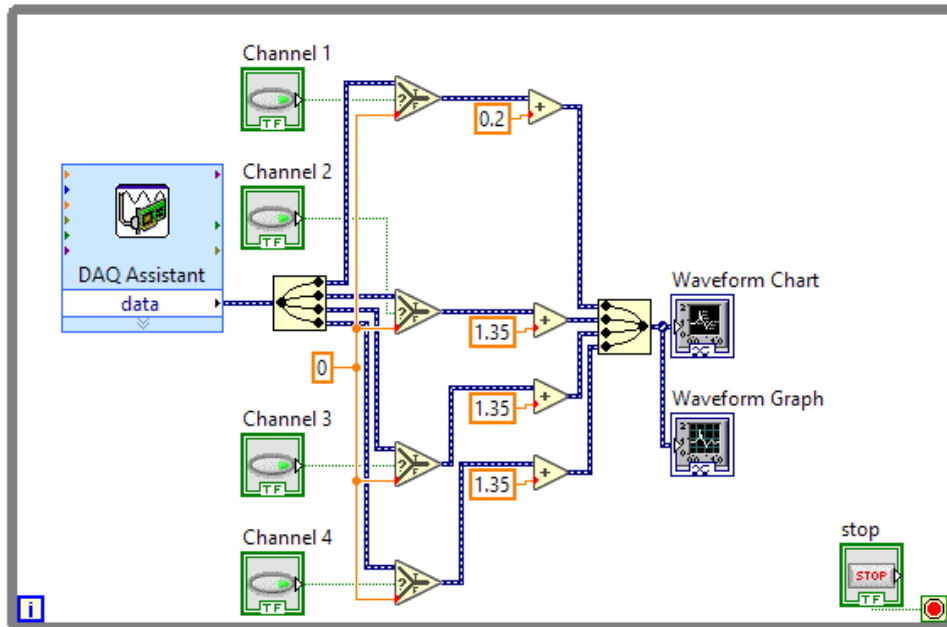 Channel 1
TF
0.2
Channel 2
TF
DAQ Assistant
data
Waveform Chart
1.35
0
1.35
Channel 3
TF
Waveform Graph
1.35
Channel 4
TF
stop
STOP
TF
i